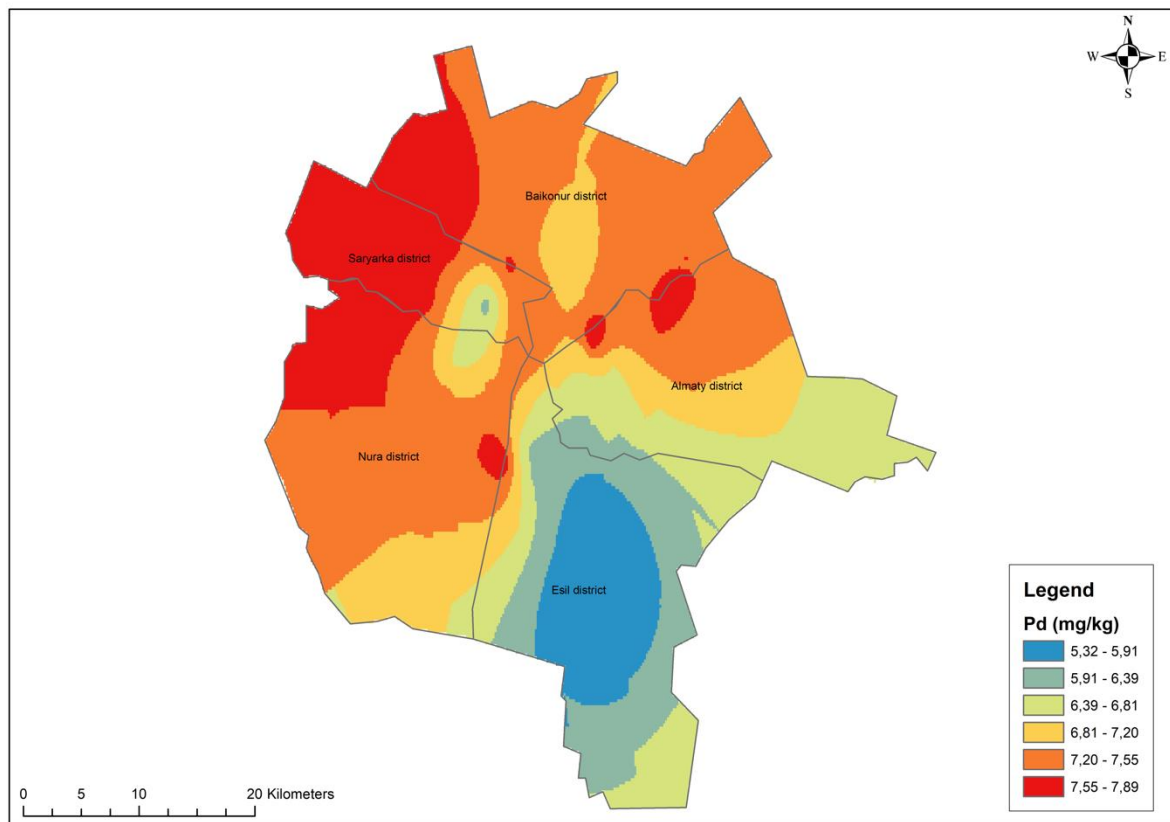 N
W E
S
Baikonur district
Saryarka district
Almaty district
Nura district
Esil district
Legend
Pd (mg/kg)
5,32 - 5,91
5,91 - 6,39
6,39 - 6,81
6,81 - 7,20
7,20 - 7,55
7,55 - 7,89
0 5 10 20 Kilometers